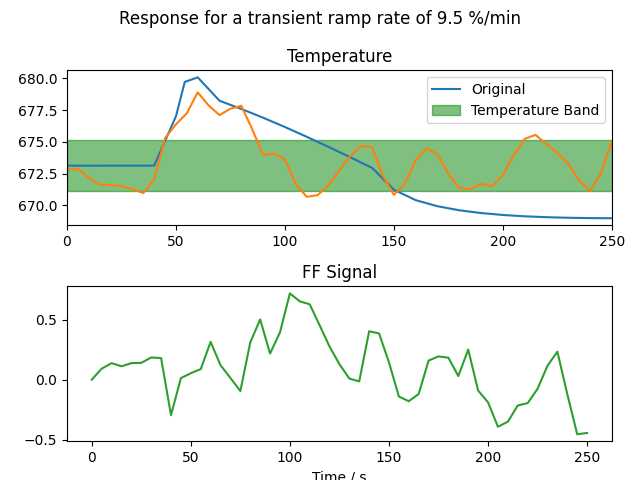 Response for a transient ramp rate of 9.5 %/min
Temperature
680.0
677.5
675.0
672.5
670.0
Original
Temperature Band
0 50 100 150 200 250
FF Signal
0.5
0.0
−0.5
0 50 100 150 200 250
Time / s